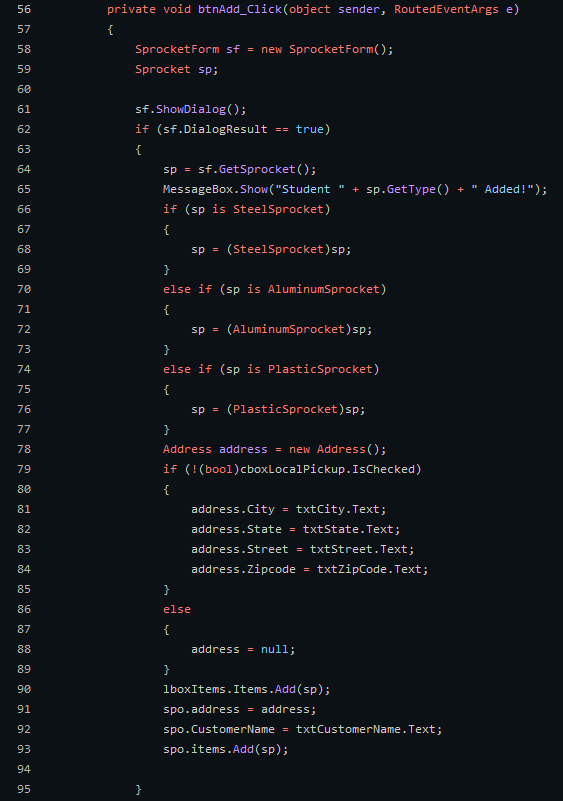 56 private void btnAdd_Click(object sender, RoutedEventArgs e)
57 {
58 SprocketForm sf = new SprocketForm();
59 Sprocket sp;
60
61 sf.ShowDialog();
62 if (sf.DialogResult == true)
63 {
64 sp = sf.GetSprocket();
65 MessageBox.Show("Student " + sp.GetType() + " Added!");
66 if (sp is SteelSprocket)
67 {
68 sp = (SteelSprocket)sp;
69 }
70 else if (sp is AluminumSprocket)
71 {
72 sp = (AluminumSprocket)sp;
73 }
74 else if (sp is PlasticSprocket)
75 {
76 sp = (PlasticSprocket)sp;
77 }
78 Address address = new Address();
79 if (!(bool)cboxLocalPickup.IsChecked)
80 {
81 address.City = txtCity.Text;
82 address.State = txtState.Text;
83 address.Street = txtStreet.Text;
84 address.Zipcode = txtZipCode.Text;
85 }
86 else
87 {
88 address = null;
89 }
90 lboxItems.Items.Add(sp);
91 spo.address = address;
92 spo.CustomerName = txtCustomerName.Text;
93 spo.items.Add(sp);
94
95 }